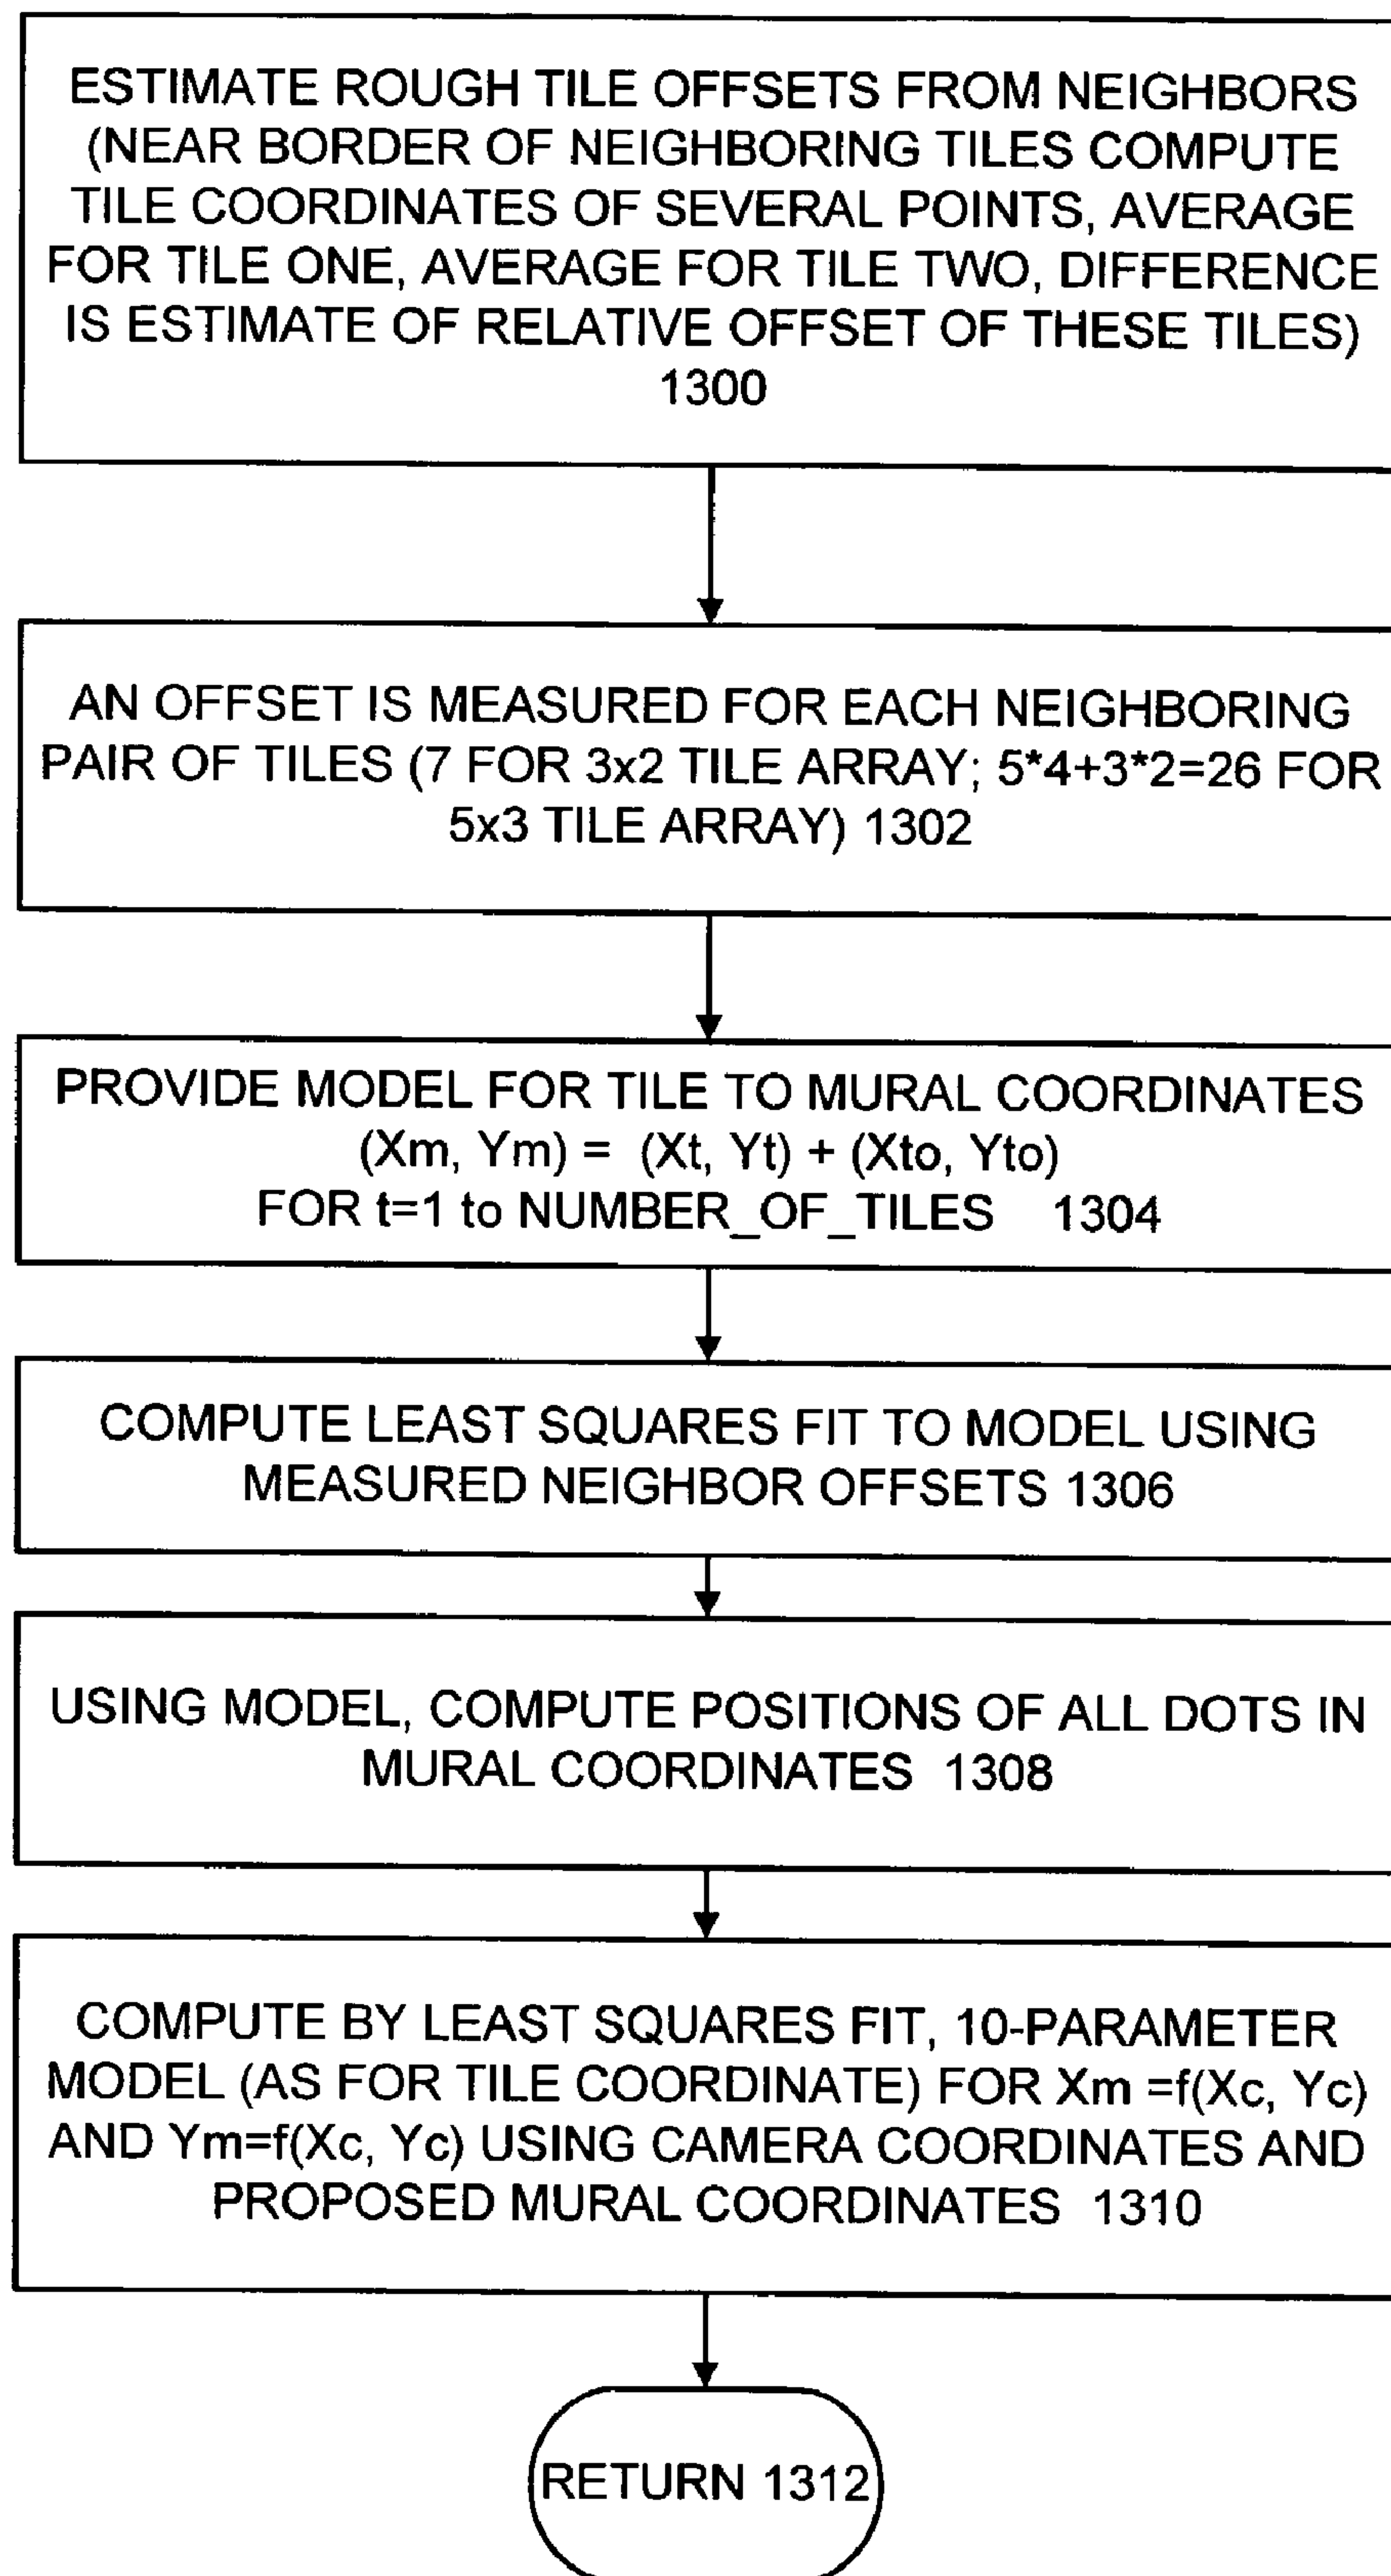 ESTIMATE ROUGH TILE OFFSETS FROM NEIGHBORS
(NEAR BORDER OF NEIGHBORING TILES COMPUTE
TILE COORDINATES OF SEVERAL POINTS, AVERAGE
FOR TILE ONE, AVERAGE FOR TILE TWO, DIFFERENCE
IS ESTIMATE OF RELATIVE OFFSET OF THESE TILES)
1300
AN OFFSET IS MEASURED FOR EACH NEIGHBORING
PAIR OF TILES (7 FOR 3x2 TILE ARRAY; 5*4+3*2=26 FOR
5x3 TILE ARRAY) 1302
PROVIDE MODEL FOR TILE TO MURAL COORDINATES
(Xm, Ym) = (Xt, Yt) + (Xto, Yto)
FOR t=1 to NUMBER_OF_TILES 1304
COMPUTE LEAST SQUARES FIT TO MODEL USING
MEASURED NEIGHBOR OFFSETS 1306
USING MODEL, COMPUTE POSITIONS OF ALL DOTS IN
MURAL COORDINATES 1308
COMPUTE BY LEAST SQUARES FIT, 10-PARAMETER
MODEL (AS FOR TILE COORDINATE) FOR Xm =f(Xc, Yc)
AND Ym=f(Xc, Yc) USING CAMERA COORDINATES AND
PROPOSED MURAL COORDINATES 1310
RETURN 1312